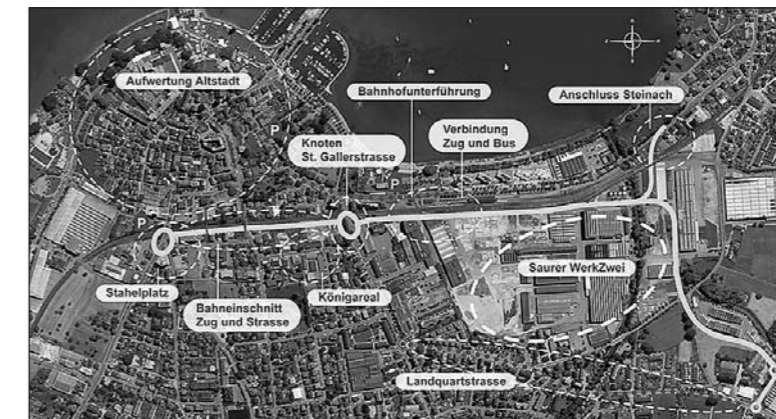 Aufwertung Altstadt
Bahnhofunterführung
Anschluss Steinach
P
Knoten
St. Gallerstrasse
Verbindung
Zug und Bus
P
P
Saurer WerkZwei
Stahelplatz
Bahneinschnitt
Zug und Strasse
Königareal
Landquartstrasse